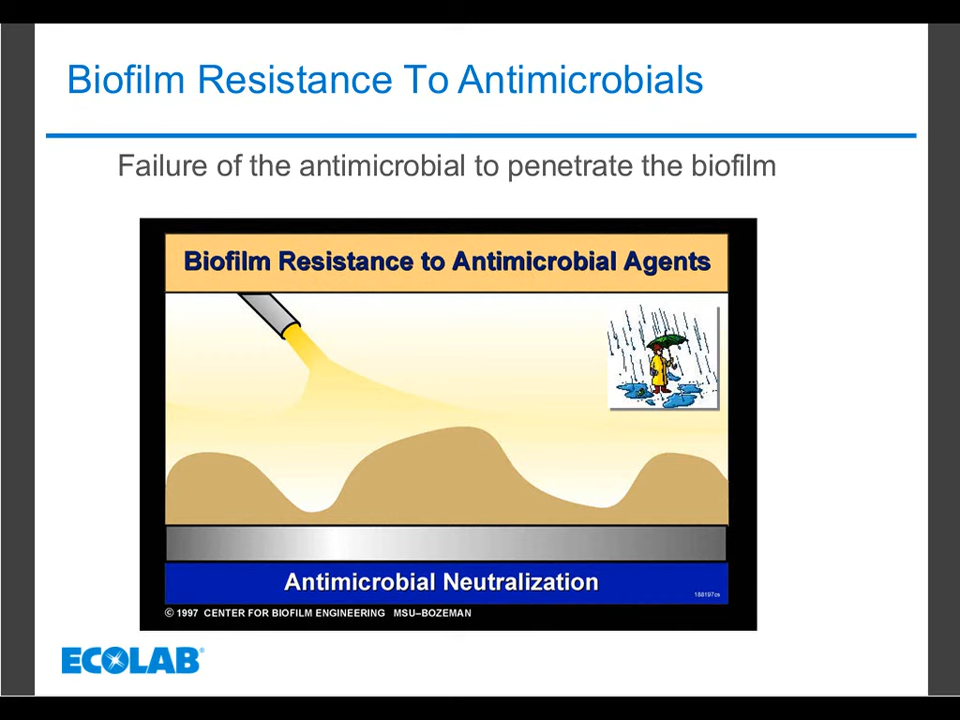 Biofilm Resistance To Antimicrobials
Failure of the antimicrobial to penetrate the biofilm
Biofilm Resistance to Antimicrobial Agents
Antimicrobial Neutralization
188197cs
© 1997 CENTER FOR BIOFILM ENGINEERING MSU–BOZEMAN
ECOLAB®